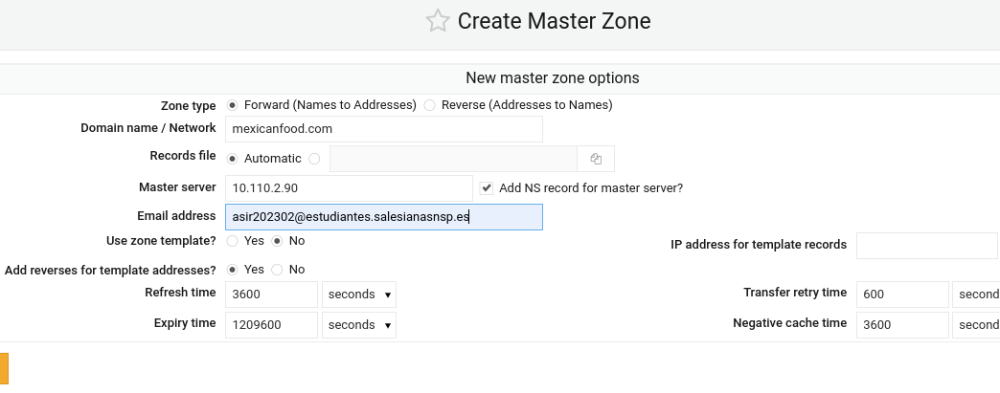 Create Master Zone
New master zone options
Zone type Forward (Names to Addresses) Reverse (Addresses to Names)
Domain name / Network mexicanfood.com
Records file Automatic
Master server 10.110.2.90 Add NS record for master server?
Email address asir202302@estudiantes.salesianasnsp.es
Use zone template? Yes No IP address for template records
Add reverses for template addresses? Yes No
Refresh time 3600 seconds Transfer retry time 600 second
Expiry time 1209600 seconds Negative cache time 3600 second